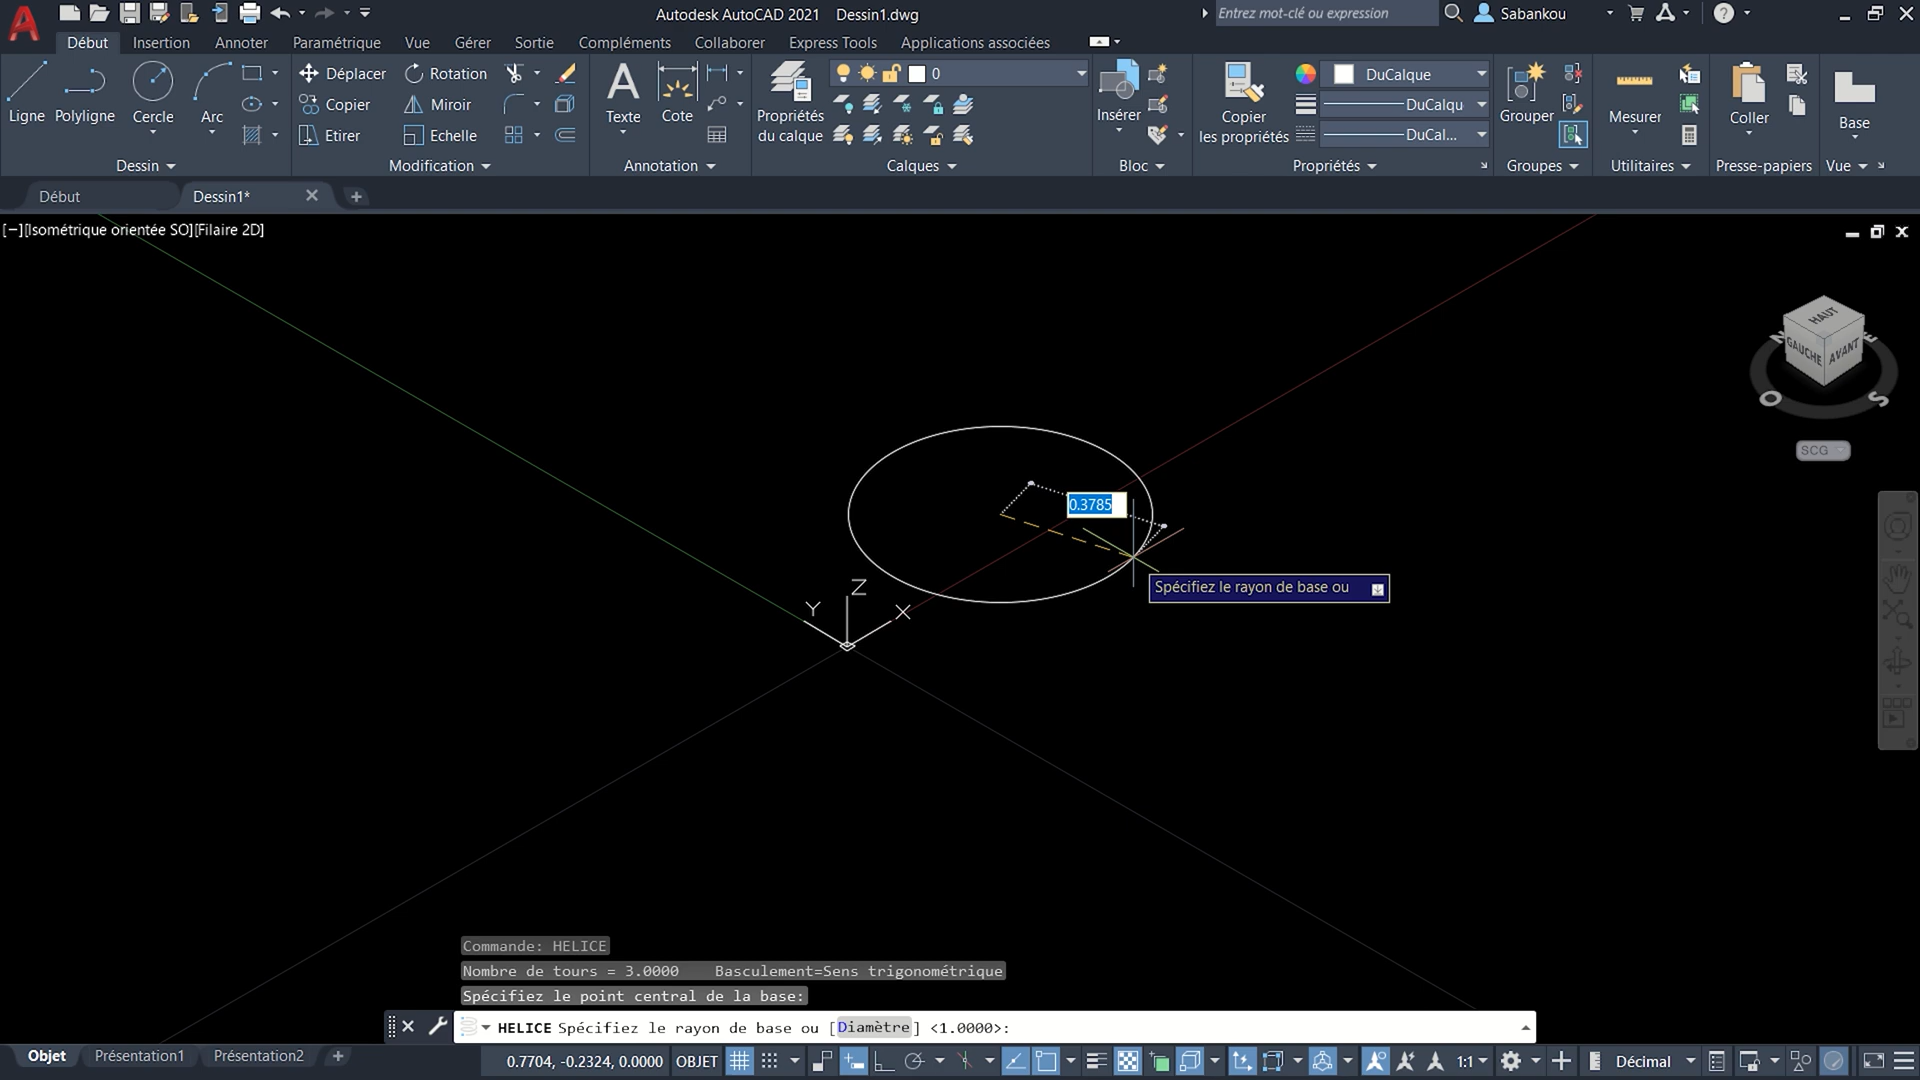 Autodesk AutoCAD 2021 Dessin1.dwg
Entrez mot-clé ou expression
Sabankou
Début Insertion Annoter Paramétrique Vue Gérer Sortie Compléments Collaborer Express Tools Applications associées
Ligne Polyligne Cercle Arc
Déplacer Rotation
Copier Miroir
Etirer Echelle
Texte Cote
Propriétés du calque
0
Insérer
Copier les propriétés
DuCalque
DuCalqu
DuCal...
Grouper
Mesurer
Coller
Base
Dessin Modification Annotation Calques Bloc Propriétés Groupes Utilitaires Presse-papiers Vue
Début Dessin1*
[−][Isométrique orientée SO][Filaire 2D]
HAUT
GAUCHE AVANT
N E
O S
SCG
0.3785
Spécifiez le rayon de base ou
Z
Y X
Commande: HELICE
Nombre de tours = 3.0000 Basculement=Sens trigonométrique
Spécifiez le point central de la base:
HELICE Spécifiez le rayon de base ou [Diamètre] <1.0000>:
Objet Présentation1 Présentation2
0.7704, -0.2324, 0.0000 OBJET 1:1 Décimal